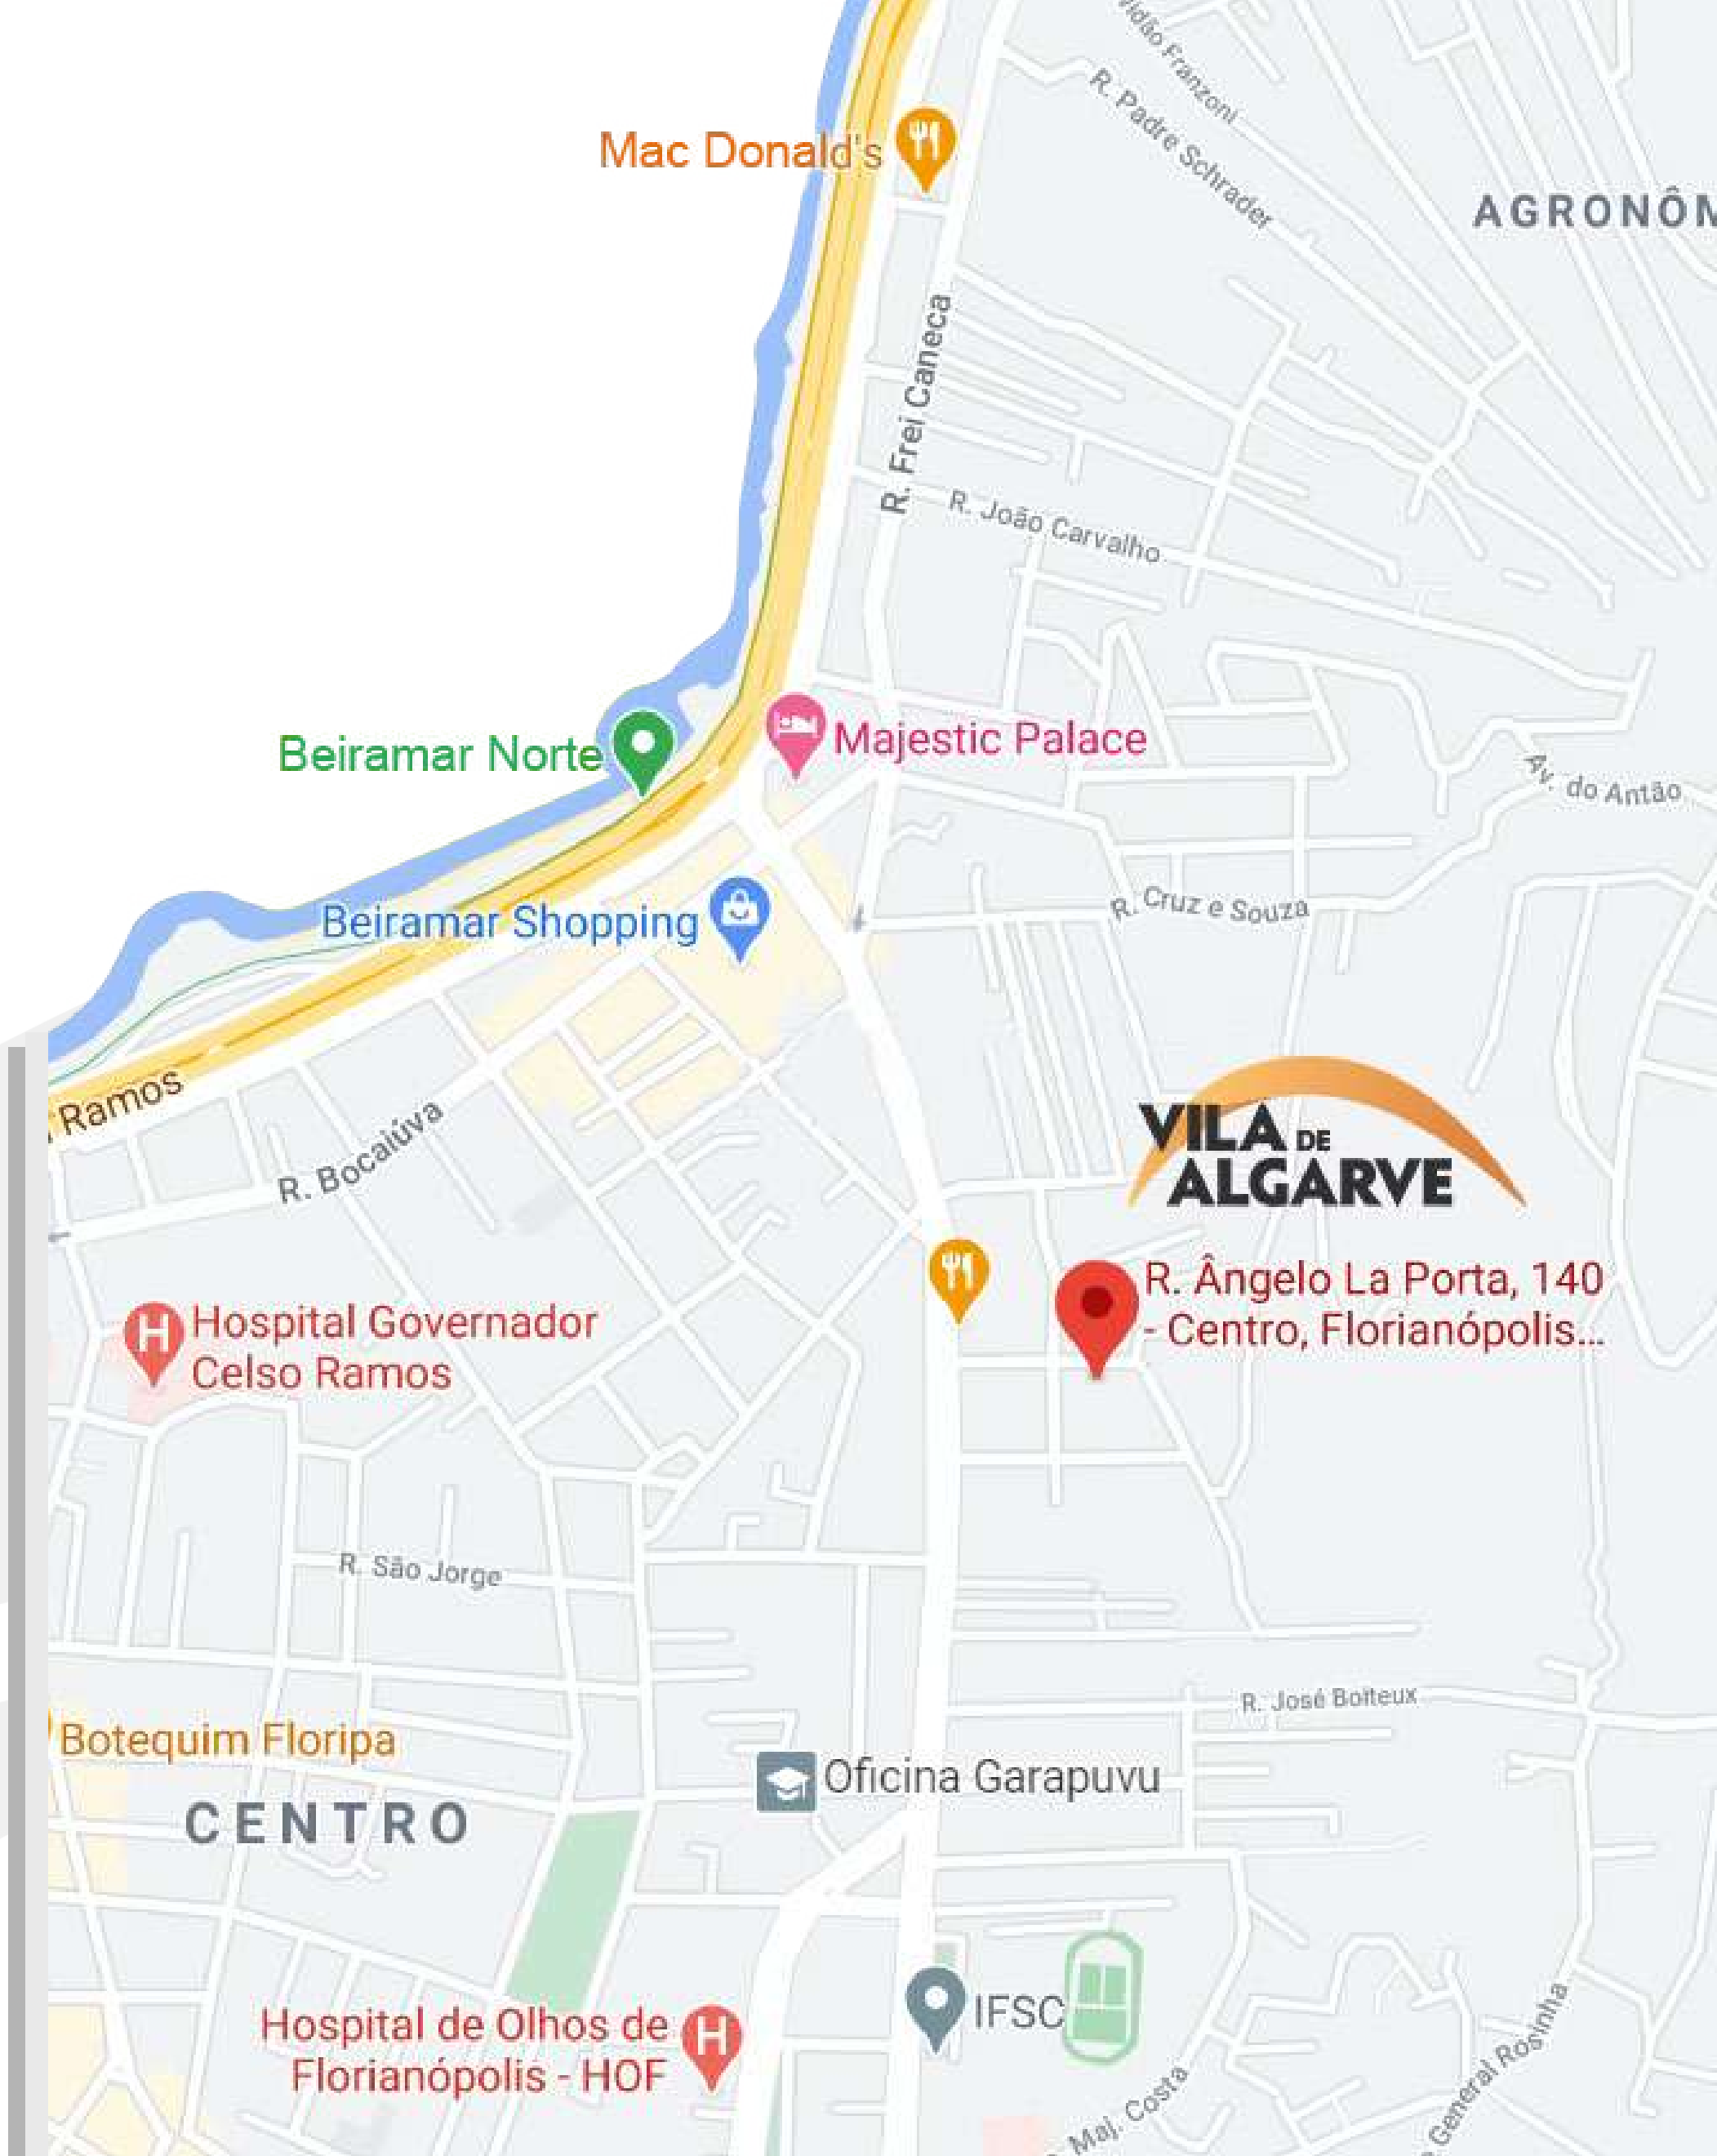 vidão Franzoni
R. Padre Schrader
Mac Donald's
AGRONÔM
R. Frei Caneca
R. João Carvalho
Majestic Palace
Beiramar Norte
Av. do Antão
R. Cruz e Souza
Beiramar Shopping
Ramos
R. Bocaiúva
VILA DE
ALGARVE
R. Ângelo La Porta, 140
- Centro, Florianópolis...
Hospital Governador
Celso Ramos
R. São Jorge
R. José Boiteux
Botequim Floripa
Oficina Garapuvu
CENTRO
IFSC
Hospital de Olhos de
Florianópolis - HOF
Maj. Costa
General Rosinha